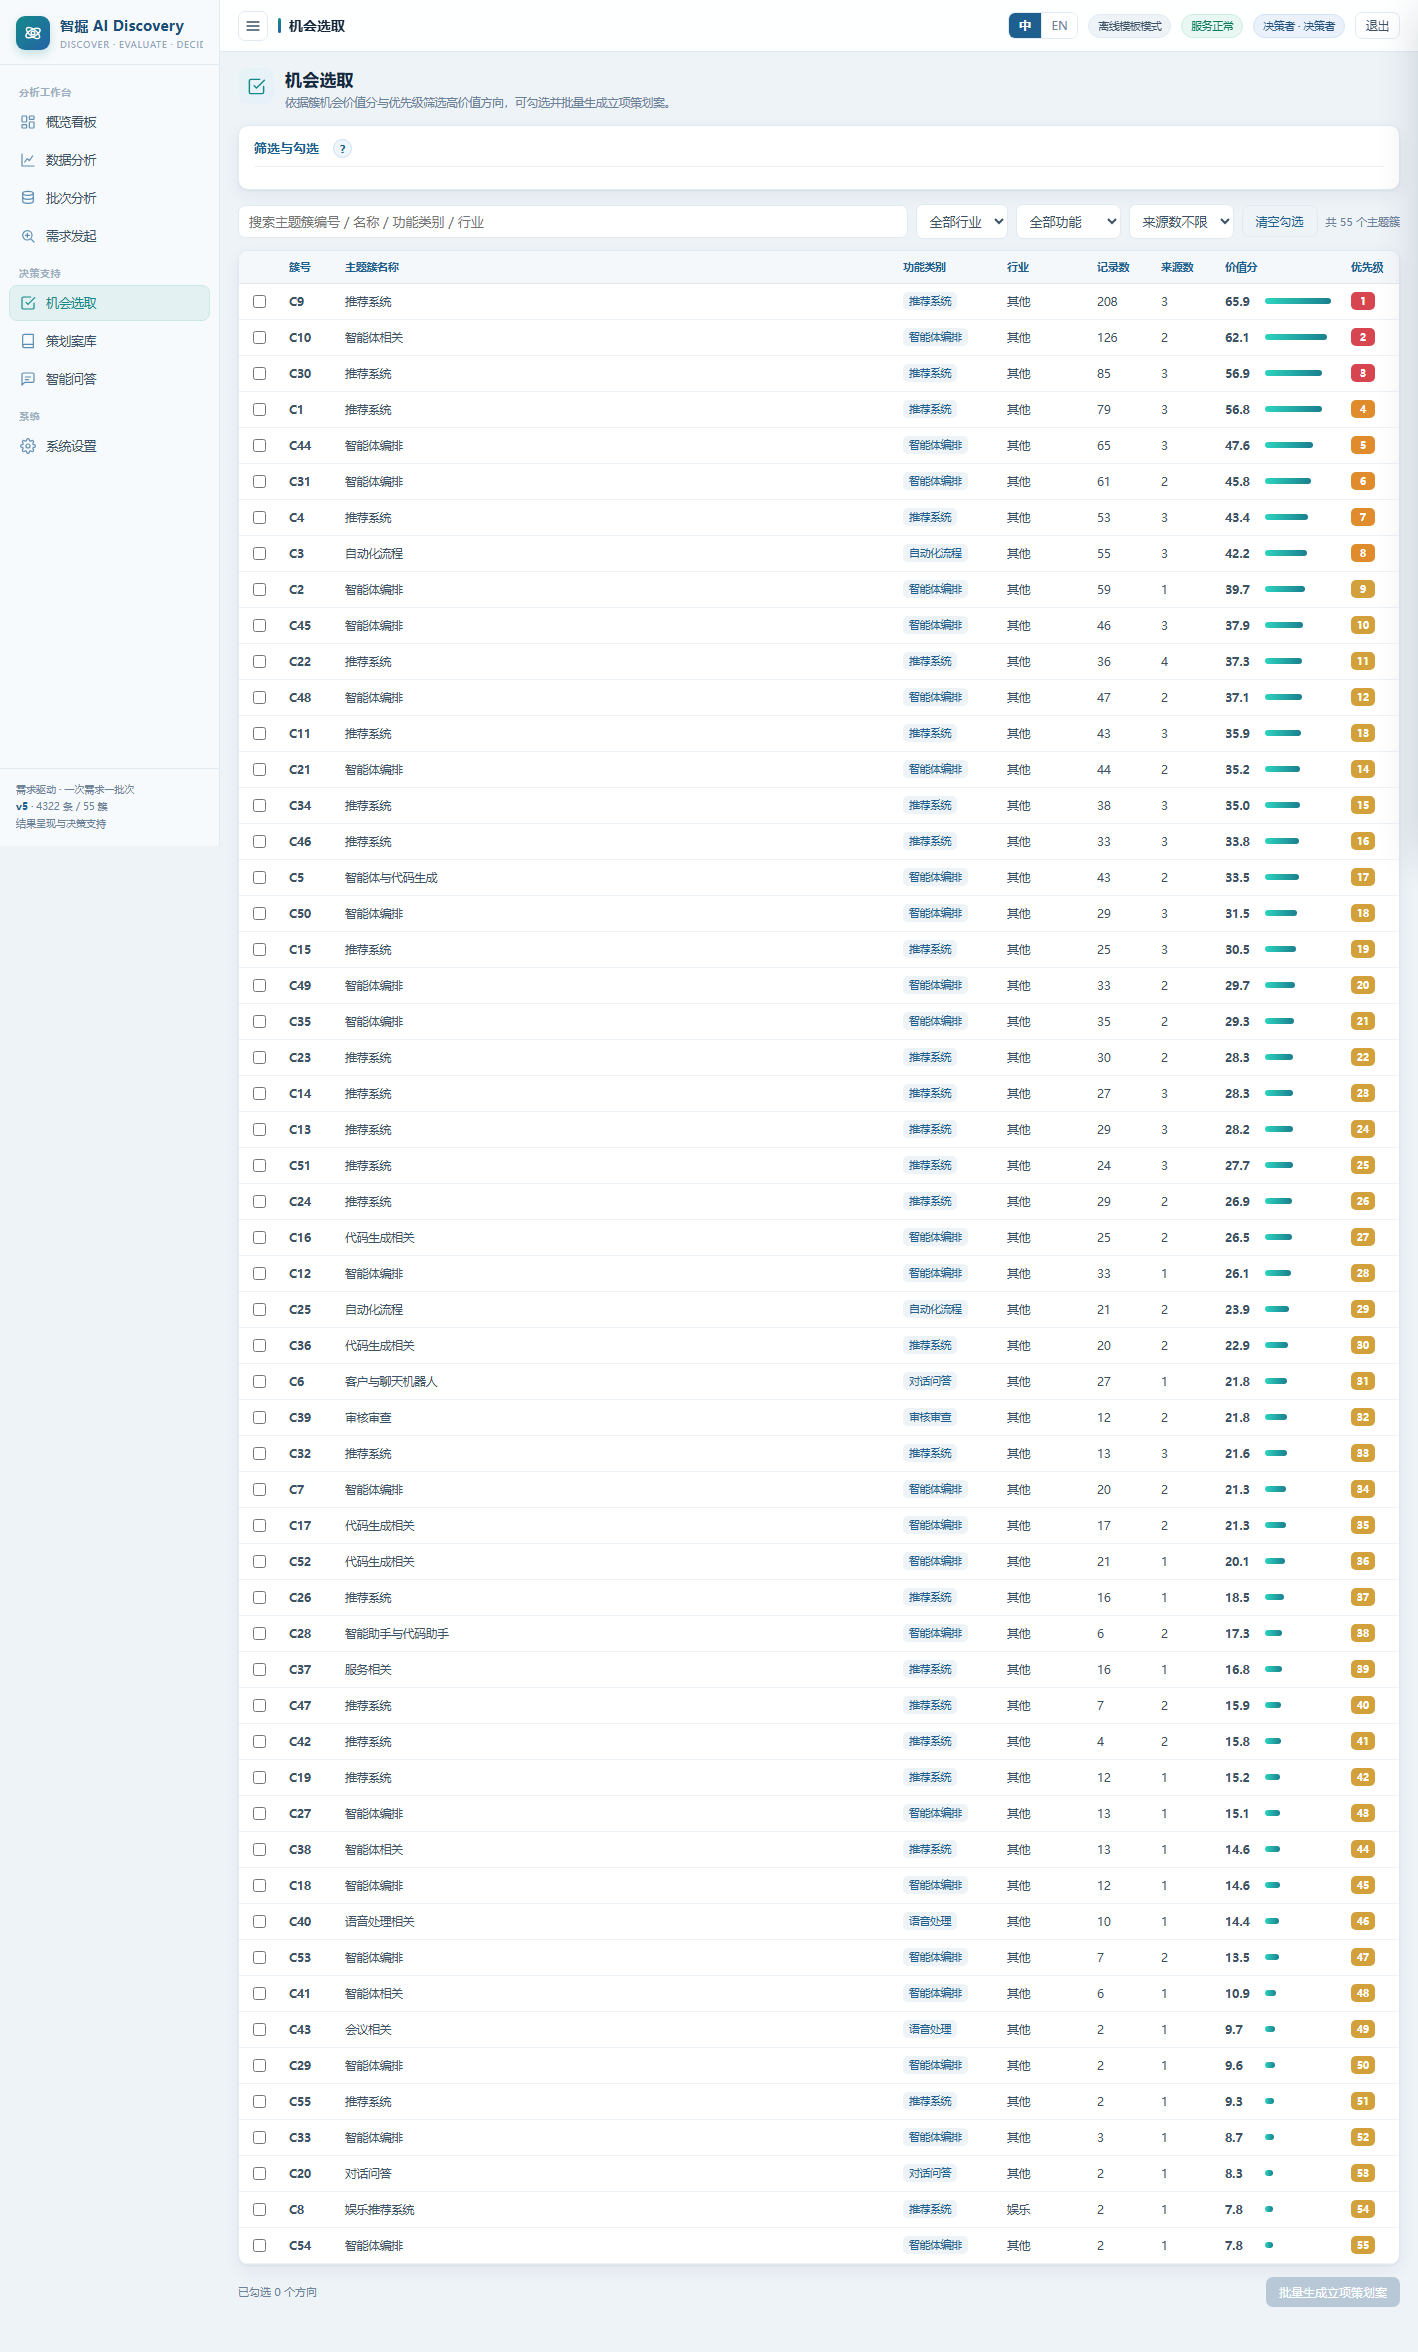 智掘 AI Discovery
DISCOVER · EVALUATE · DECID
分析工作台
概览看板
数据分析
批次分析
需求发起
决策支持
机会选取
策划案库
智能问答
系统
系统设置
需求驱动 · 一次需求一批次
v5 · 4322 条 / 55 簇
结果呈现与决策支持
机会选取
中 EN 离线模板模式 服务正常 决策者 · 决策者 退出
机会选取
依据簇机会价值分与优先级筛选高价值方向，可勾选并批量生成立项策划案。
筛选与勾选 ?
搜索主题簇编号 / 名称 / 功能类别 / 行业 全部行业 全部功能 来源数不限 清空勾选 共 55 个主题簇
簇号 主题簇名称 功能类别 行业 记录数 来源数 价值分 优先级
C9 推荐系统 推荐系统 其他 208 3 65.9 1
C10 智能体相关 智能体编排 其他 126 2 62.1 2
C30 推荐系统 推荐系统 其他 85 3 56.9 3
C1 推荐系统 推荐系统 其他 79 3 56.8 4
C44 智能体编排 智能体编排 其他 65 3 47.6 5
C31 智能体编排 智能体编排 其他 61 2 45.8 6
C4 推荐系统 推荐系统 其他 53 3 43.4 7
C3 自动化流程 自动化流程 其他 55 3 42.2 8
C2 智能体编排 智能体编排 其他 59 1 39.7 9
C45 智能体编排 智能体编排 其他 46 3 37.9 10
C22 推荐系统 推荐系统 其他 36 4 37.3 11
C48 智能体编排 智能体编排 其他 47 2 37.1 12
C11 推荐系统 推荐系统 其他 43 3 35.9 13
C21 智能体编排 智能体编排 其他 44 2 35.2 14
C34 推荐系统 推荐系统 其他 38 3 35.0 15
C46 推荐系统 推荐系统 其他 33 3 33.8 16
C5 智能体与代码生成 智能体编排 其他 43 2 33.5 17
C50 智能体编排 智能体编排 其他 29 3 31.5 18
C15 推荐系统 推荐系统 其他 25 3 30.5 19
C49 智能体编排 智能体编排 其他 33 2 29.7 20
C35 智能体编排 智能体编排 其他 35 2 29.3 21
C23 推荐系统 推荐系统 其他 30 2 28.3 22
C14 推荐系统 推荐系统 其他 27 3 28.3 23
C13 推荐系统 推荐系统 其他 29 3 28.2 24
C51 推荐系统 推荐系统 其他 24 3 27.7 25
C24 推荐系统 推荐系统 其他 29 2 26.9 26
C16 代码生成相关 智能体编排 其他 25 2 26.5 27
C12 智能体编排 智能体编排 其他 33 1 26.1 28
C25 自动化流程 自动化流程 其他 21 2 23.9 29
C36 代码生成相关 推荐系统 其他 20 2 22.9 30
C6 客户与聊天机器人 对话问答 其他 27 1 21.8 31
C39 审核审查 审核审查 其他 12 2 21.8 32
C32 推荐系统 推荐系统 其他 13 3 21.6 33
C7 智能体编排 智能体编排 其他 20 2 21.3 34
C17 代码生成相关 智能体编排 其他 17 2 21.3 35
C52 代码生成相关 智能体编排 其他 21 1 20.1 36
C26 推荐系统 推荐系统 其他 16 1 18.5 37
C28 智能助手与代码助手 智能体编排 其他 6 2 17.3 38
C37 服务相关 推荐系统 其他 16 1 16.8 39
C47 推荐系统 推荐系统 其他 7 2 15.9 40
C42 推荐系统 推荐系统 其他 4 2 15.8 41
C19 推荐系统 推荐系统 其他 12 1 15.2 42
C27 智能体编排 智能体编排 其他 13 1 15.1 43
C38 智能体相关 推荐系统 其他 13 1 14.6 44
C18 智能体编排 智能体编排 其他 12 1 14.6 45
C40 语音处理相关 语音处理 其他 10 1 14.4 46
C53 智能体编排 智能体编排 其他 7 2 13.5 47
C41 智能体相关 智能体编排 其他 6 1 10.9 48
C43 会议相关 语音处理 其他 2 1 9.7 49
C29 智能体编排 智能体编排 其他 2 1 9.6 50
C55 推荐系统 推荐系统 其他 2 1 9.3 51
C33 智能体编排 智能体编排 其他 3 1 8.7 52
C20 对话问答 对话问答 其他 2 1 8.3 53
C8 娱乐推荐系统 推荐系统 娱乐 2 1 7.8 54
C54 智能体编排 智能体编排 其他 2 1 7.8 55
已勾选 0 个方向 批量生成立项策划案